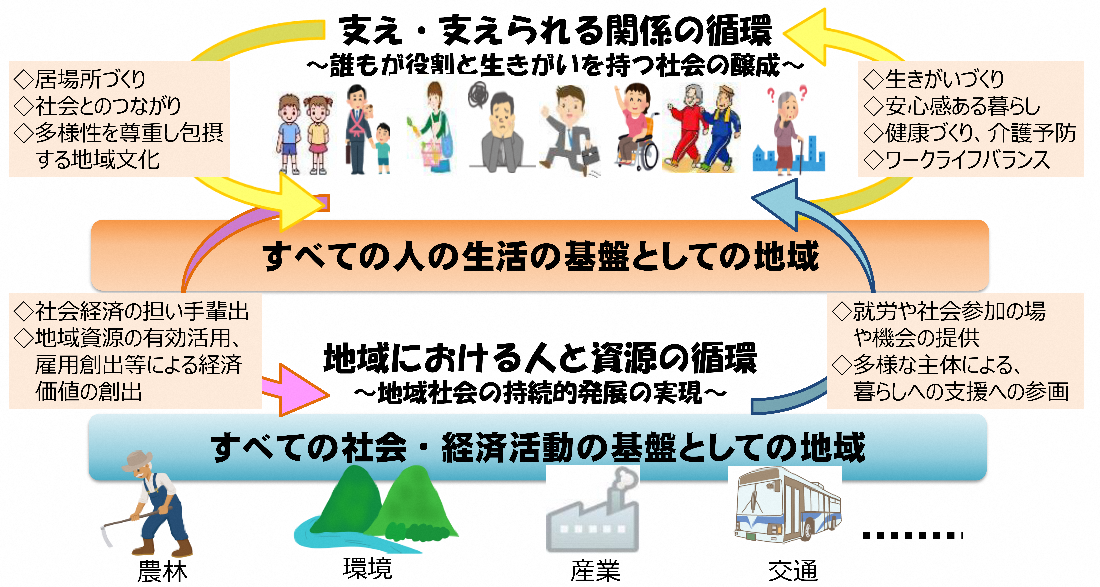 支え・支えられる関係の循環
～誰もが役割と生きがいを持つ社会の醸成～
◇居場所づくり
◇社会とのつながり
◇多様性を尊重し包摂
する地域文化
◇生きがいづくり
◇安心感ある暮らし
◇健康づくり、介護予防
◇ワークライフバランス
すべての人の生活の基盤としての地域
◇社会経済の担い手輩出
◇地域資源の有効活用、
雇用創出等による経済
価値の創出
地域における人と資源の循環
～地域社会の持続的発展の実現～
◇就労や社会参加の場
や機会の提供
◇多様な主体による、
暮らしへの支援への参画
すべての社会・経済活動の基盤としての地域
農林
環境
産業
交通